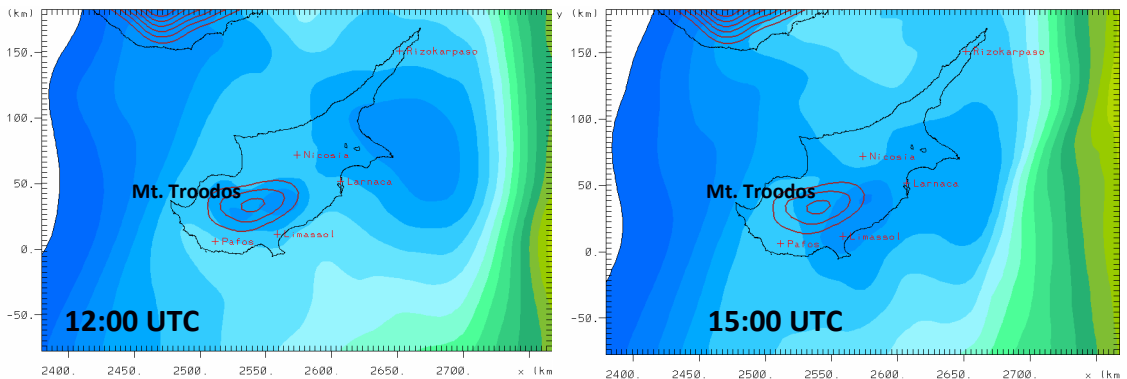 (km)
150.
100.
50.
0.
-50.
2400. 2450. 2500. 2550. 2600. 2650. 2700. x (km
+Rizokarpaso
+Nicosia
Mt. Troodos
+Larnaca
+Limassol
+Pafos
12:00 UTC
y (km)
150.
100.
50.
0.
-50.
2400. 2450. 2500. 2550. 2600. 2650. 2700. x (km
+Rizokarpaso
+Nicosia
Mt. Troodos
+Larnaca
+Limassol
+Pafos
15:00 UTC